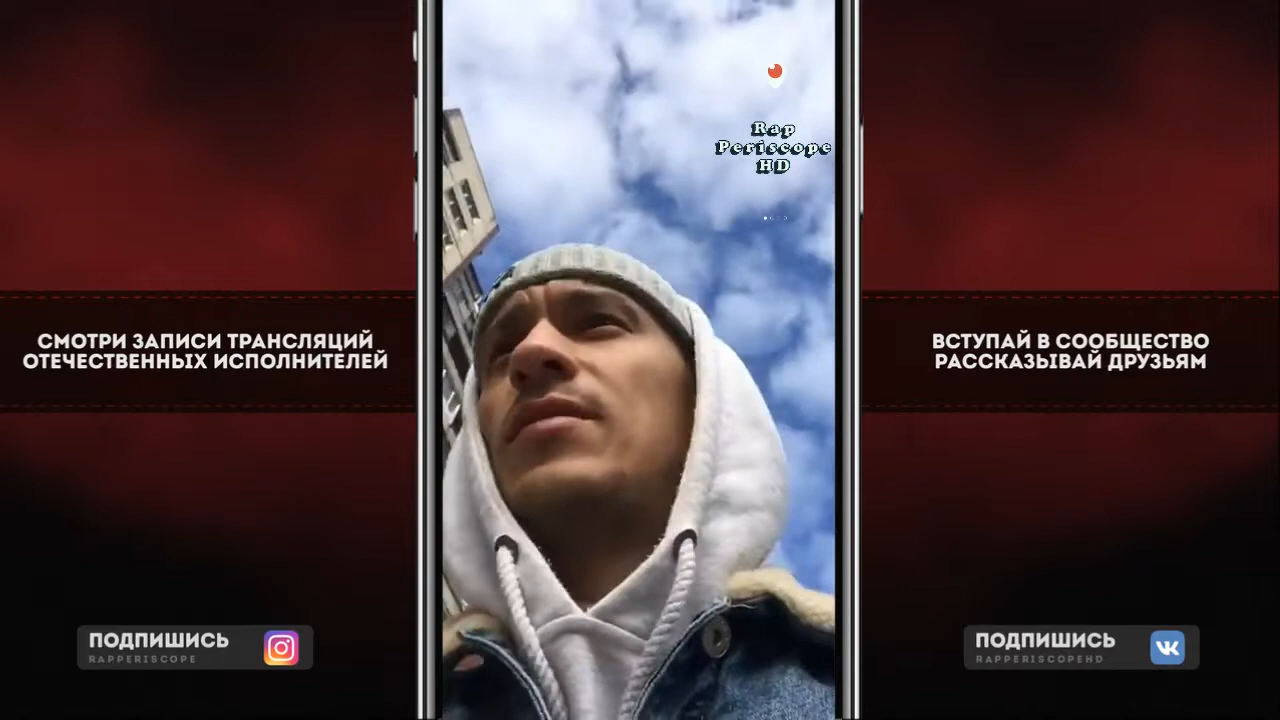 Rap
Periscope
HD
СМОТРИ ЗАПИСИ ТРАНСЛЯЦИЙ
ОТЕЧЕСТВЕННЫХ ИСПОЛНИТЕЛЕЙ
ВСТУПАЙ В СООБЩЕСТВО
РАССКАЗЫВАЙ ДРУЗЬЯМ
ПОДПИШИСЬ
RAPPERISCOPE
ПОДПИШИСЬ
RAPPERISCOPEHD